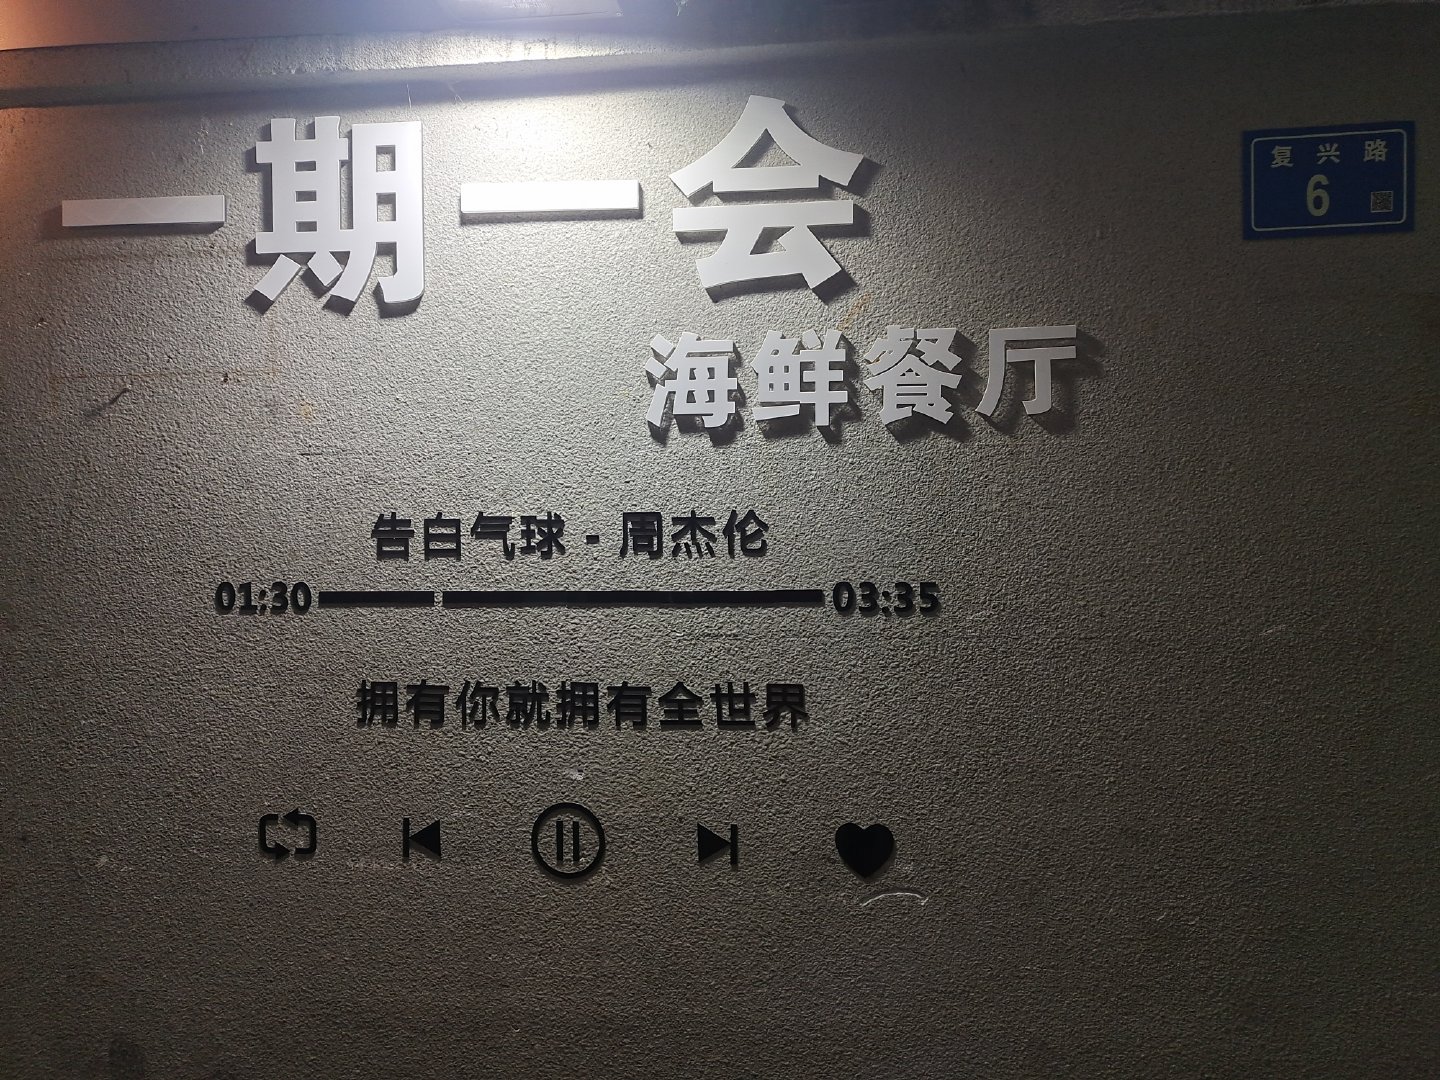 一期一会
海鲜餐厅
复兴路
6
告白气球 - 周杰伦
01:30 03:35
拥有你就拥有全世界